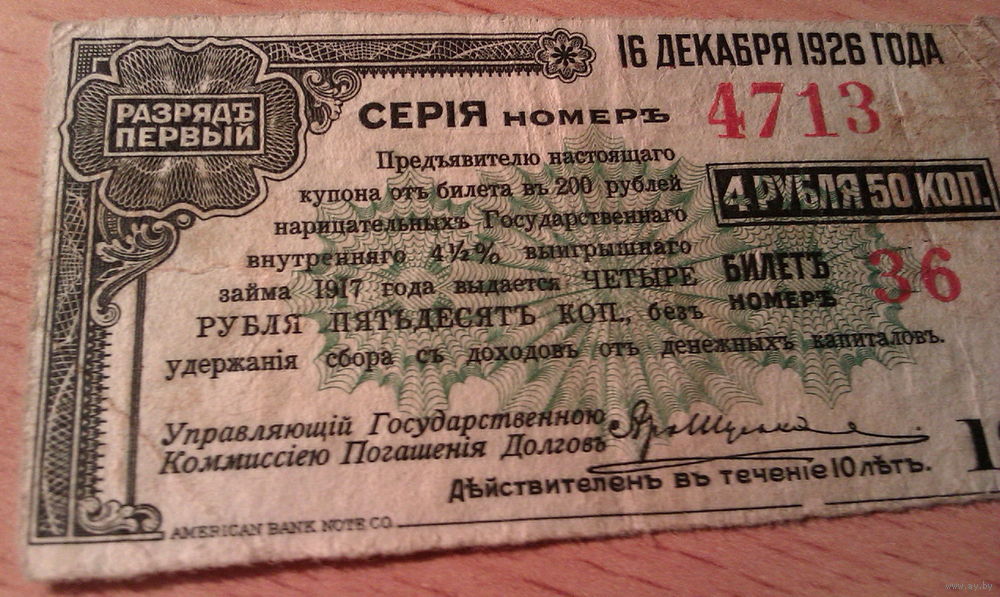 16 ДЕКАБРЯ 1926 ГОДА
РАЗРЯДЪ
ПЕРВЫЙ
СЕРІЯ НОМЕРЪ 4713
Предъявителю настоящаго
купона отъ билета въ 200 рублей
нарицательныхъ Государственнаго
внутренняго 4½% выигрышнаго
займа 1917 года выдается ЧЕТЫРЕ
РУБЛЯ ПЯТЬДЕСЯТЪ КОП., безъ
удержанія сбора съ доходовъ отъ денежныхъ капиталовъ.
4 РУБЛЯ 50 КОП.
БИЛЕТЪ
НОМЕРЪ 36
Управляющій Государственною
Коммиссіею Погашенія Долговъ
Дѣйствителенъ въ теченіе 10 лѣтъ.
AMERICAN BANK NOTE CO.
www.ay.by